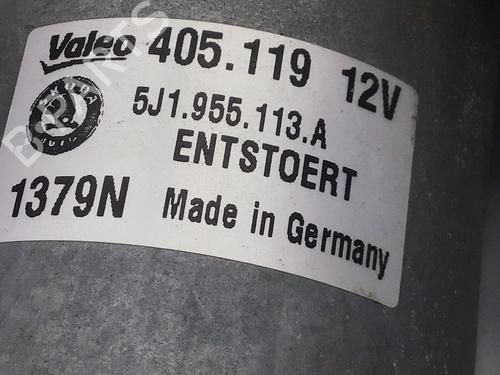 Valeo 405.119 12V
5J1.955.113.A
ENTSTOERT
1379N Made in Germany